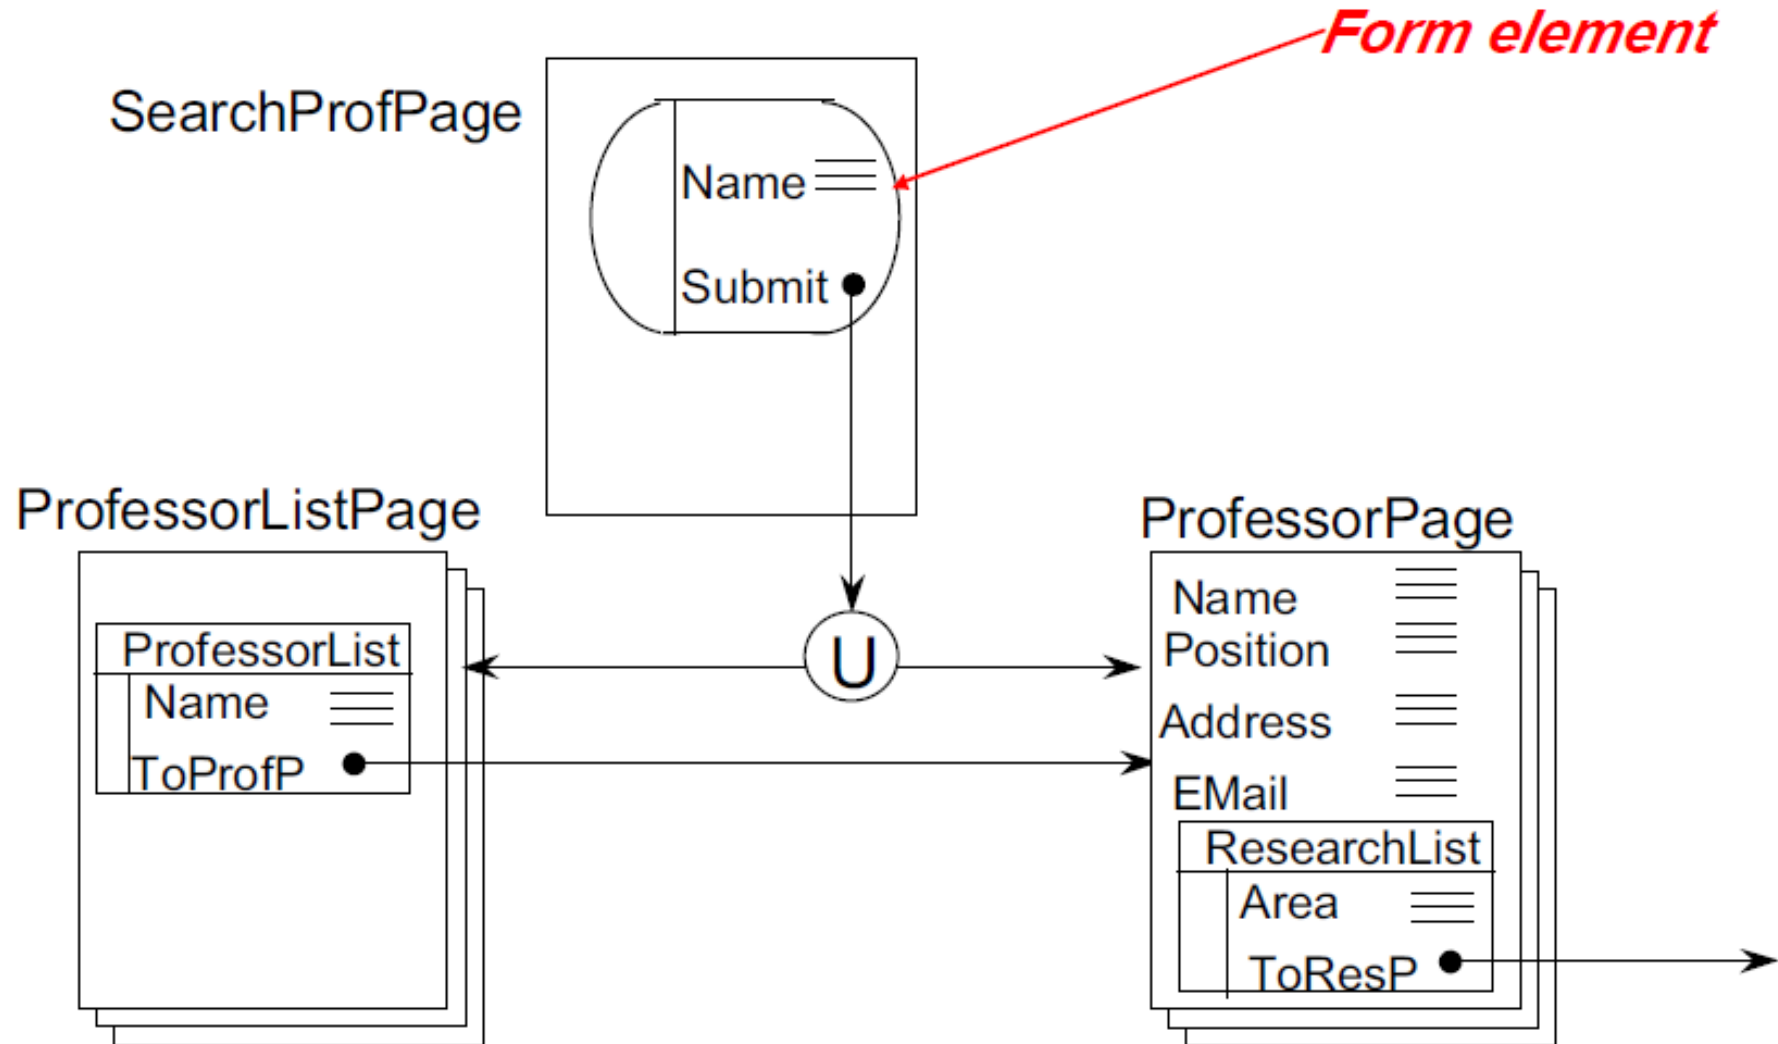 Form element
SearchProfPage
Name
Submit
ProfessorListPage
ProfessorList
Name
ToProfP
U
ProfessorPage
Name
Position
Address
EMail
ResearchList
Area
ToResP